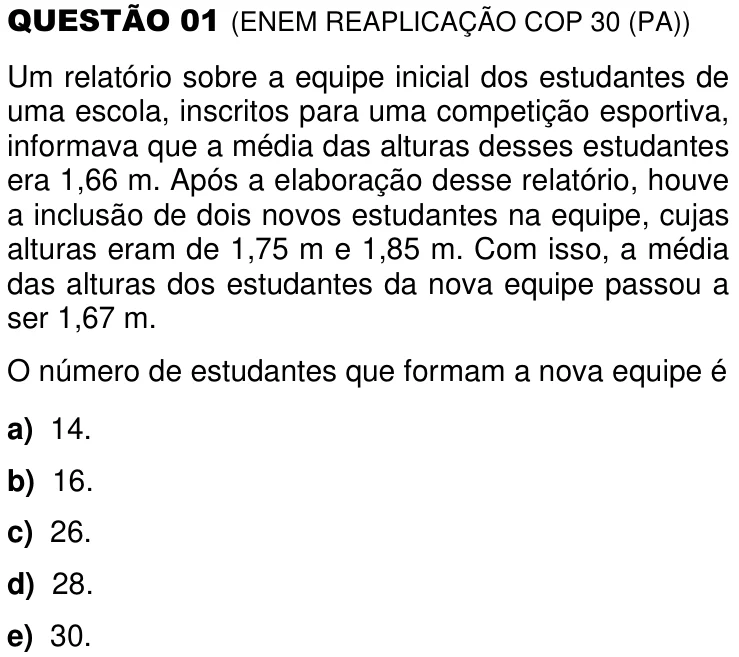 QUESTÃO 01 (ENEM REAPLICAÇÃO COP 30 (PA))
Um relatório sobre a equipe inicial dos estudantes de
uma escola, inscritos para uma competição esportiva,
informava que a média das alturas desses estudantes
era 1,66 m. Após a elaboração desse relatório, houve
a inclusão de dois novos estudantes na equipe, cujas
alturas eram de 1,75 m e 1,85 m. Com isso, a média
das alturas dos estudantes da nova equipe passou a
ser 1,67 m.
O número de estudantes que formam a nova equipe é
a) 14.
b) 16.
c) 26.
d) 28.
e) 30.